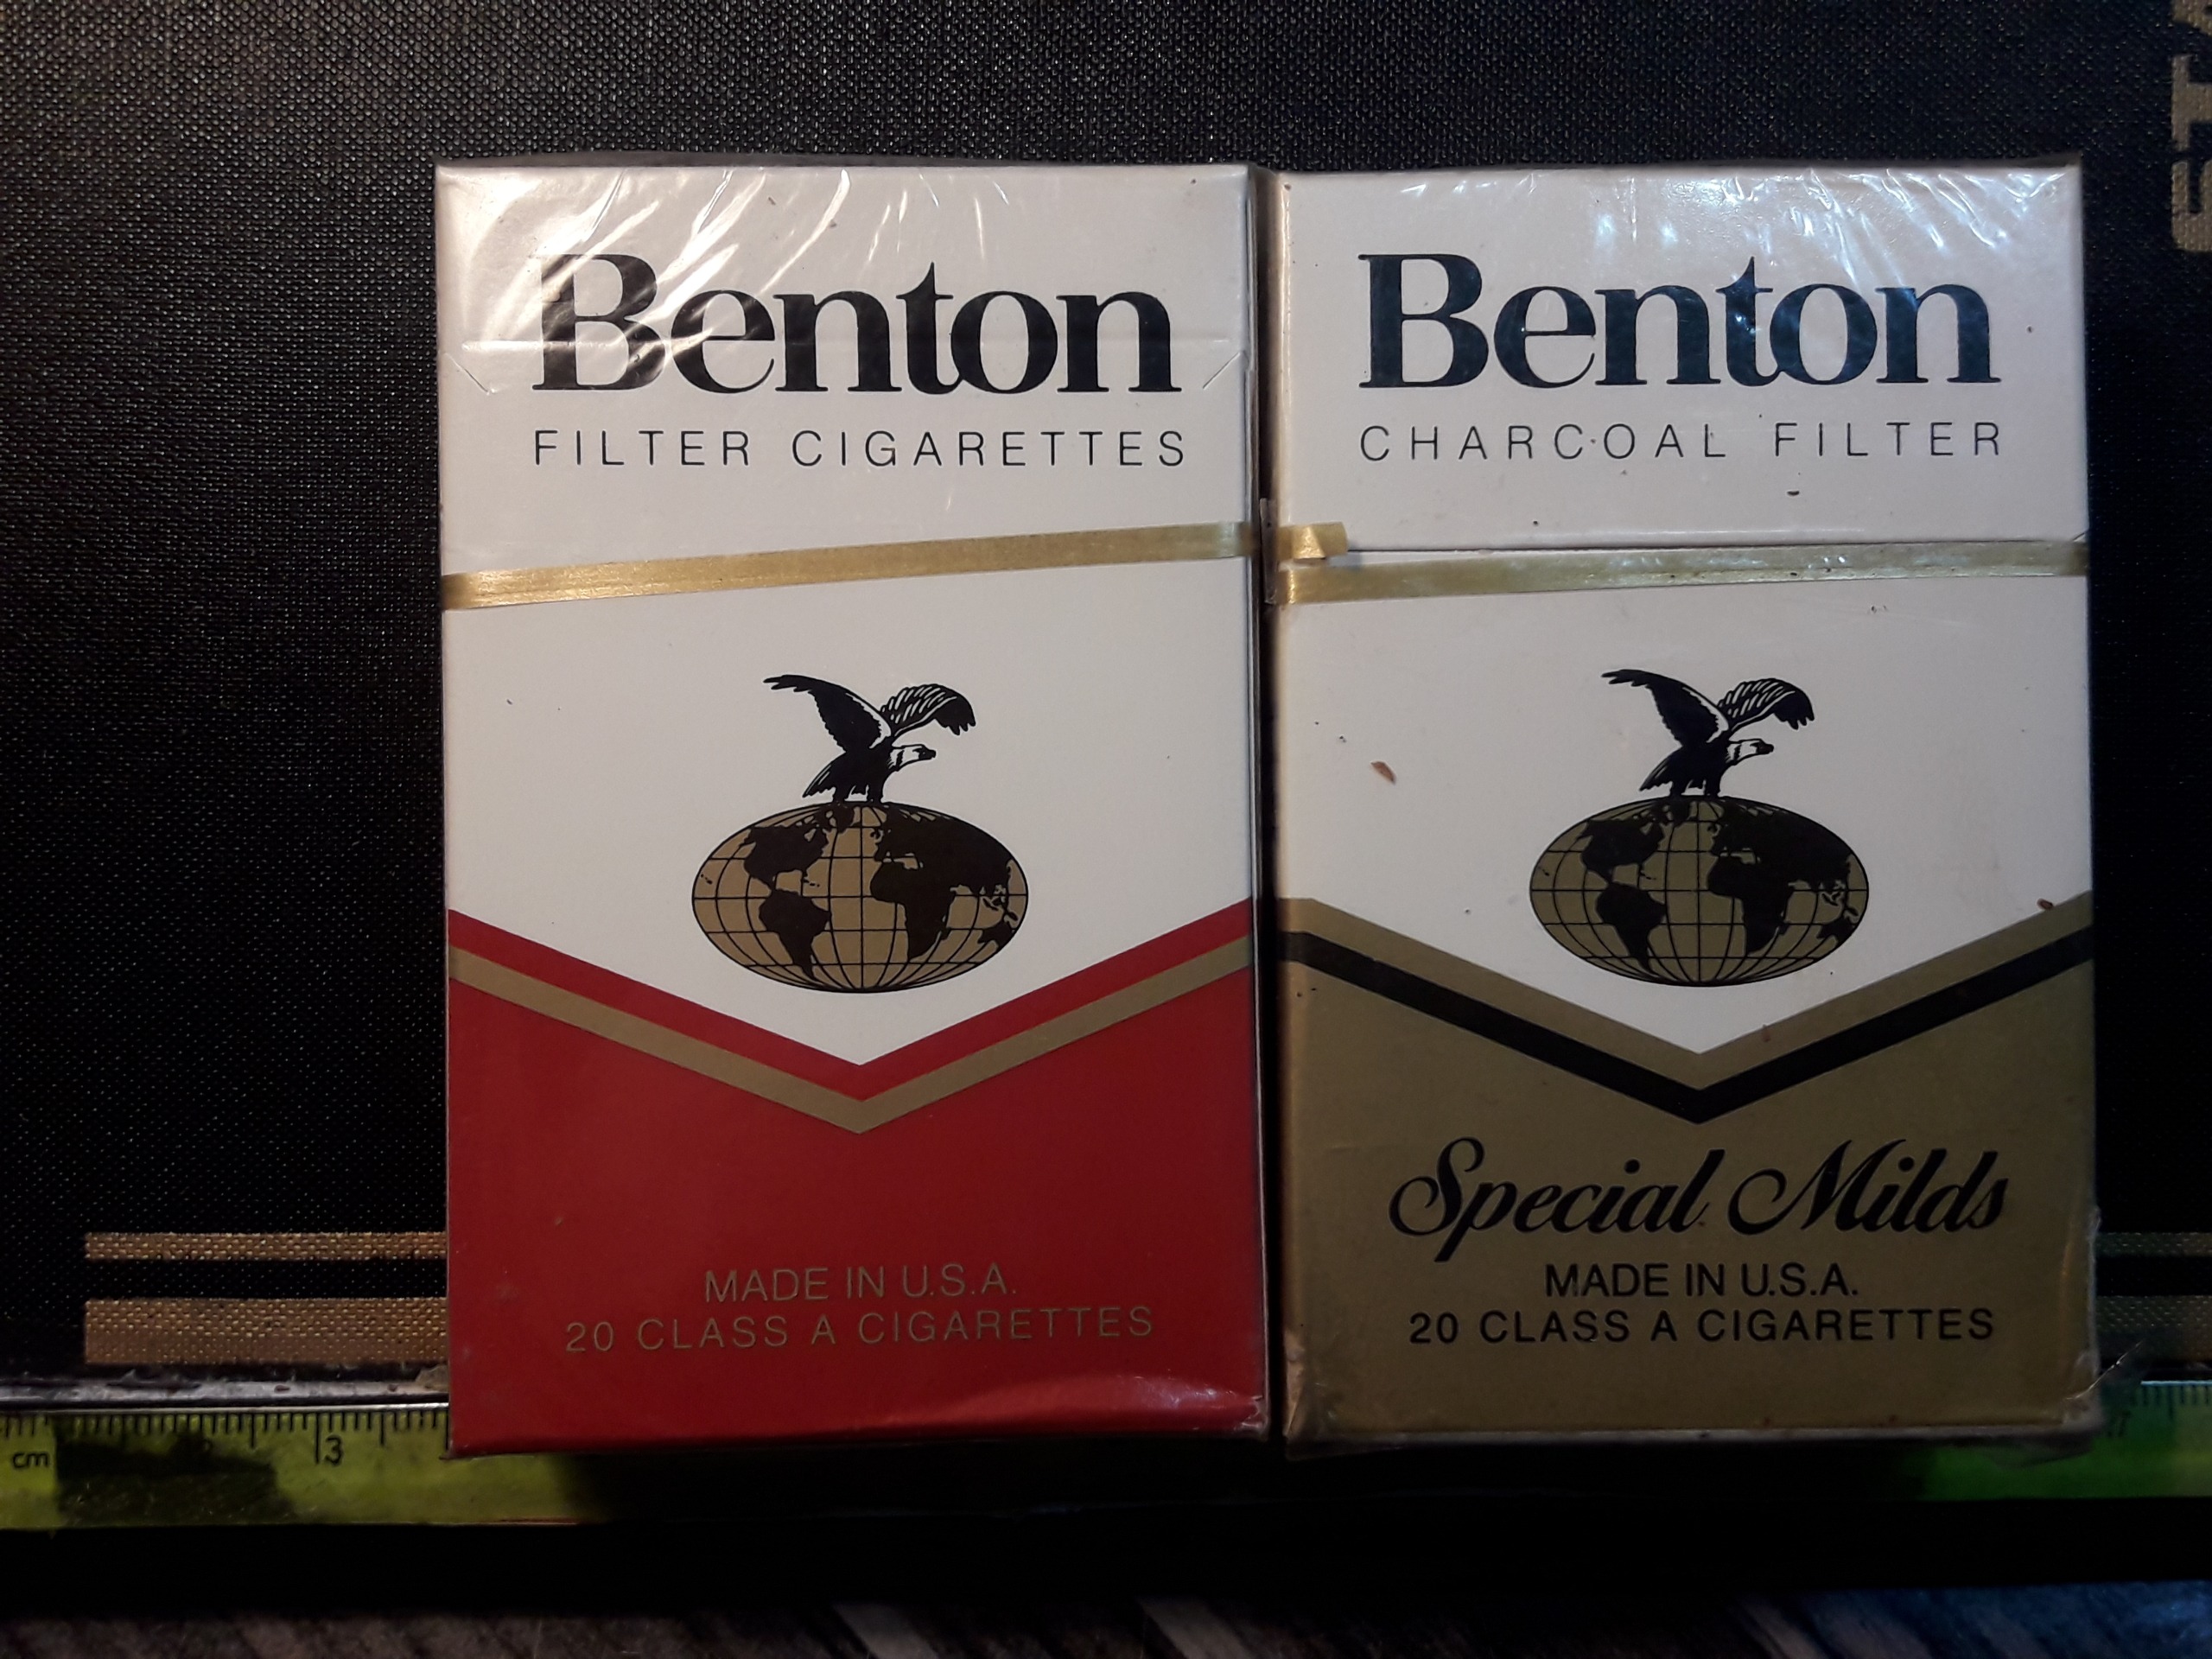 Benton
FILTER CIGARETTES
MADE IN U.S.A.
20 CLASS A CIGARETTES
Benton
CHARCOAL FILTER
Special Milds
MADE IN U.S.A.
20 CLASS A CIGARETTES
cm
3